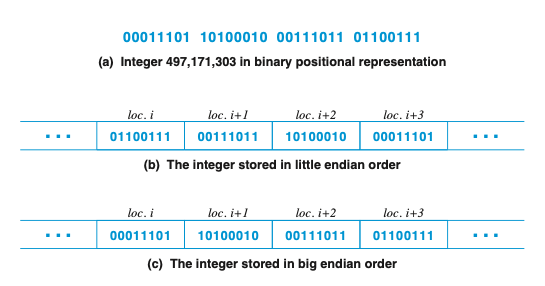 00011101 10100010 00111011 01100111
(a) Integer 497,171,303 in binary positional representation
loc. i loc. i+1 loc. i+2 loc. i+3
... 01100111 00111011 10100010 00011101 ...
(b) The integer stored in little endian order
loc. i loc. i+1 loc. i+2 loc. i+3
... 00011101 10100010 00111011 01100111 ...
(c) The integer stored in big endian order